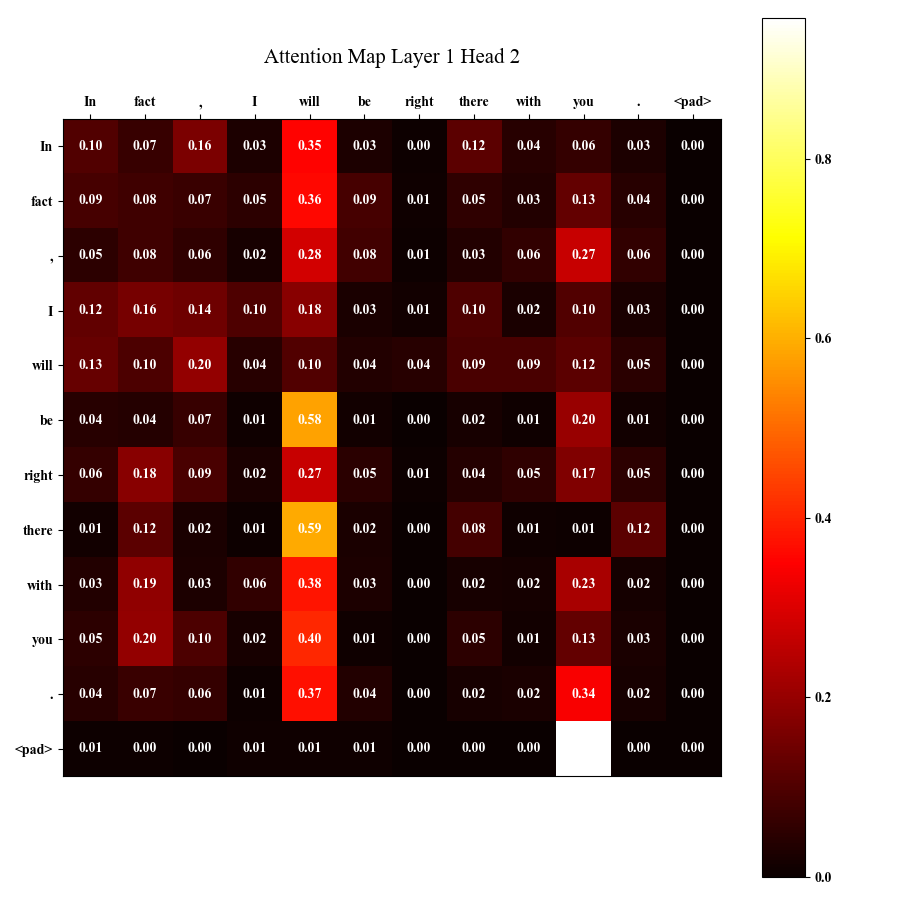 Attention Map Layer 1 Head 2
In fact , I will be right there with you . <pad>
In 0.10 0.07 0.16 0.03 0.35 0.03 0.00 0.12 0.04 0.06 0.03 0.00
fact 0.09 0.08 0.07 0.05 0.36 0.09 0.01 0.05 0.03 0.13 0.04 0.00
, 0.05 0.08 0.06 0.02 0.28 0.08 0.01 0.03 0.06 0.27 0.06 0.00
I 0.12 0.16 0.14 0.10 0.18 0.03 0.01 0.10 0.02 0.10 0.03 0.00
will 0.13 0.10 0.20 0.04 0.10 0.04 0.04 0.09 0.09 0.12 0.05 0.00
be 0.04 0.04 0.07 0.01 0.58 0.01 0.00 0.02 0.01 0.20 0.01 0.00
right 0.06 0.18 0.09 0.02 0.27 0.05 0.01 0.04 0.05 0.17 0.05 0.00
there 0.01 0.12 0.02 0.01 0.59 0.02 0.00 0.08 0.01 0.01 0.12 0.00
with 0.03 0.19 0.03 0.06 0.38 0.03 0.00 0.02 0.02 0.23 0.02 0.00
you 0.05 0.20 0.10 0.02 0.40 0.01 0.00 0.05 0.01 0.13 0.03 0.00
. 0.04 0.07 0.06 0.01 0.37 0.04 0.00 0.02 0.02 0.34 0.02 0.00
<pad> 0.01 0.00 0.00 0.01 0.01 0.01 0.00 0.00 0.00 0.00 0.00
0.8
0.6
0.4
0.2
0.0